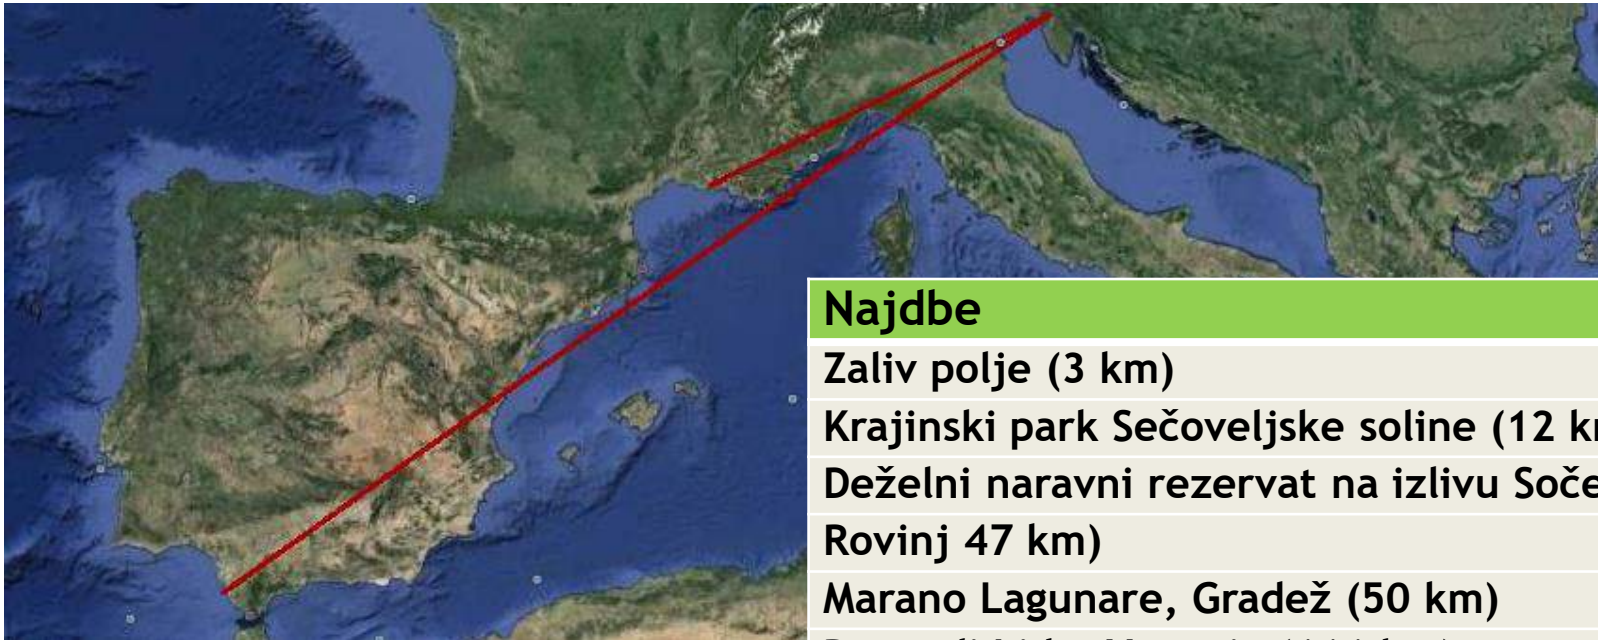 Najdbe
Zaliv polje (3 km)
Krajinski park Sečoveljske soline (12 k
Deželni naravni rezervat na izlivu Soče
Rovinj 47 km)
Marano Lagunare, Gradež (50 km)